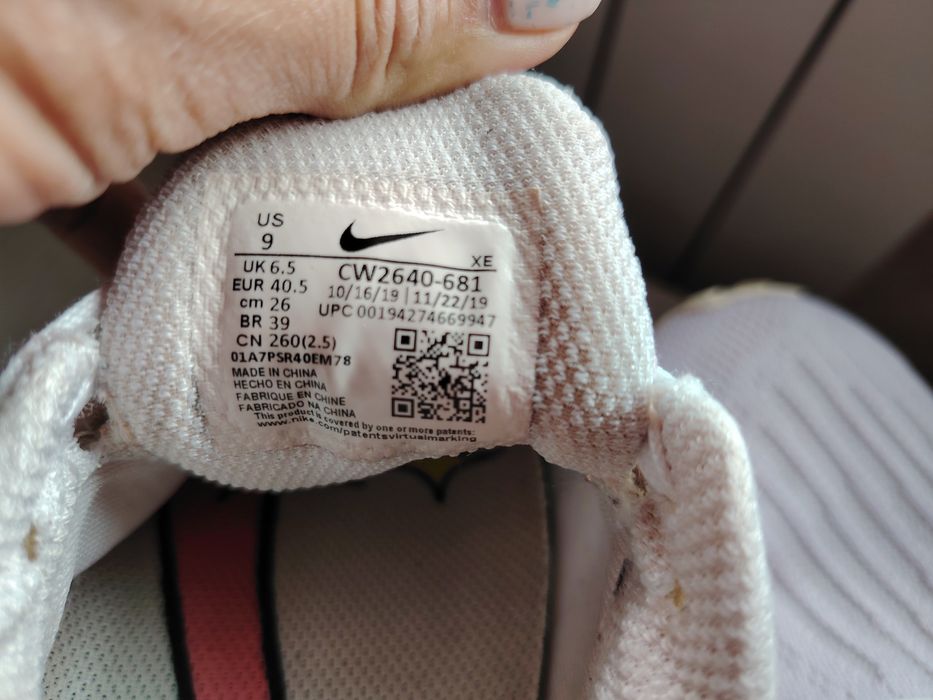 US
9
XE
UK 6.5
EUR 40.5
cm 26
BR 39
CN 260(2.5)
CW2640-681
10/16/19 | 11/22/19
UPC 00194274669947
01A7PSR40EM78
MADE IN CHINA
HECHO EN CHINA
FABRIQUE EN CHINE
FABRICADO NA CHINA
This product is covered by one or more patents:
www.nike.com/patentsvirtualmarking